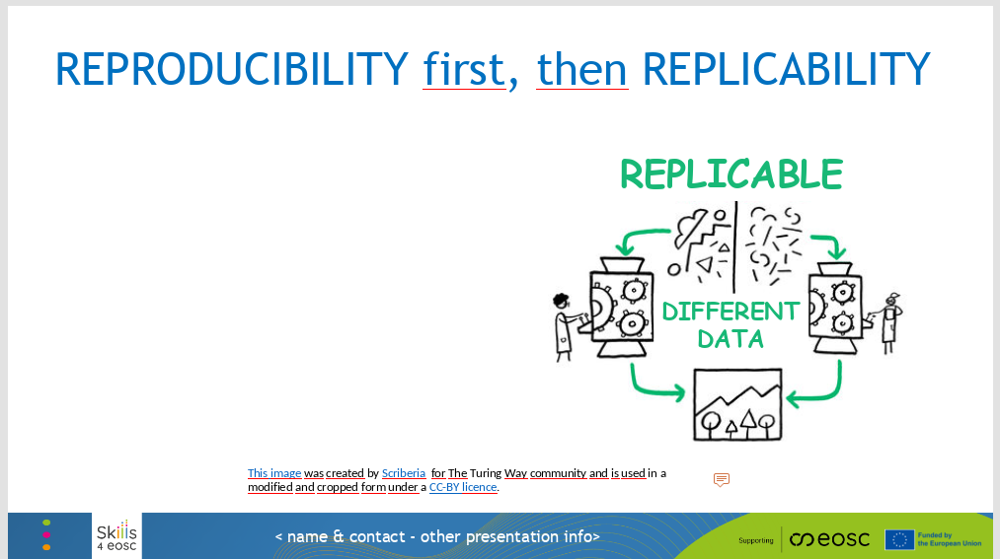 REPRODUCIBILITY first, then REPLICABILITY
REPLICABLE
DIFFERENT
DATA
This image was created by Scriberia for The Turing Way community and is used in a
modified and cropped form under a CC-BY licence.
Skills
4 eosc
< name & contact - other presentation info>
Supporting
eosc
Funded by
the European Union